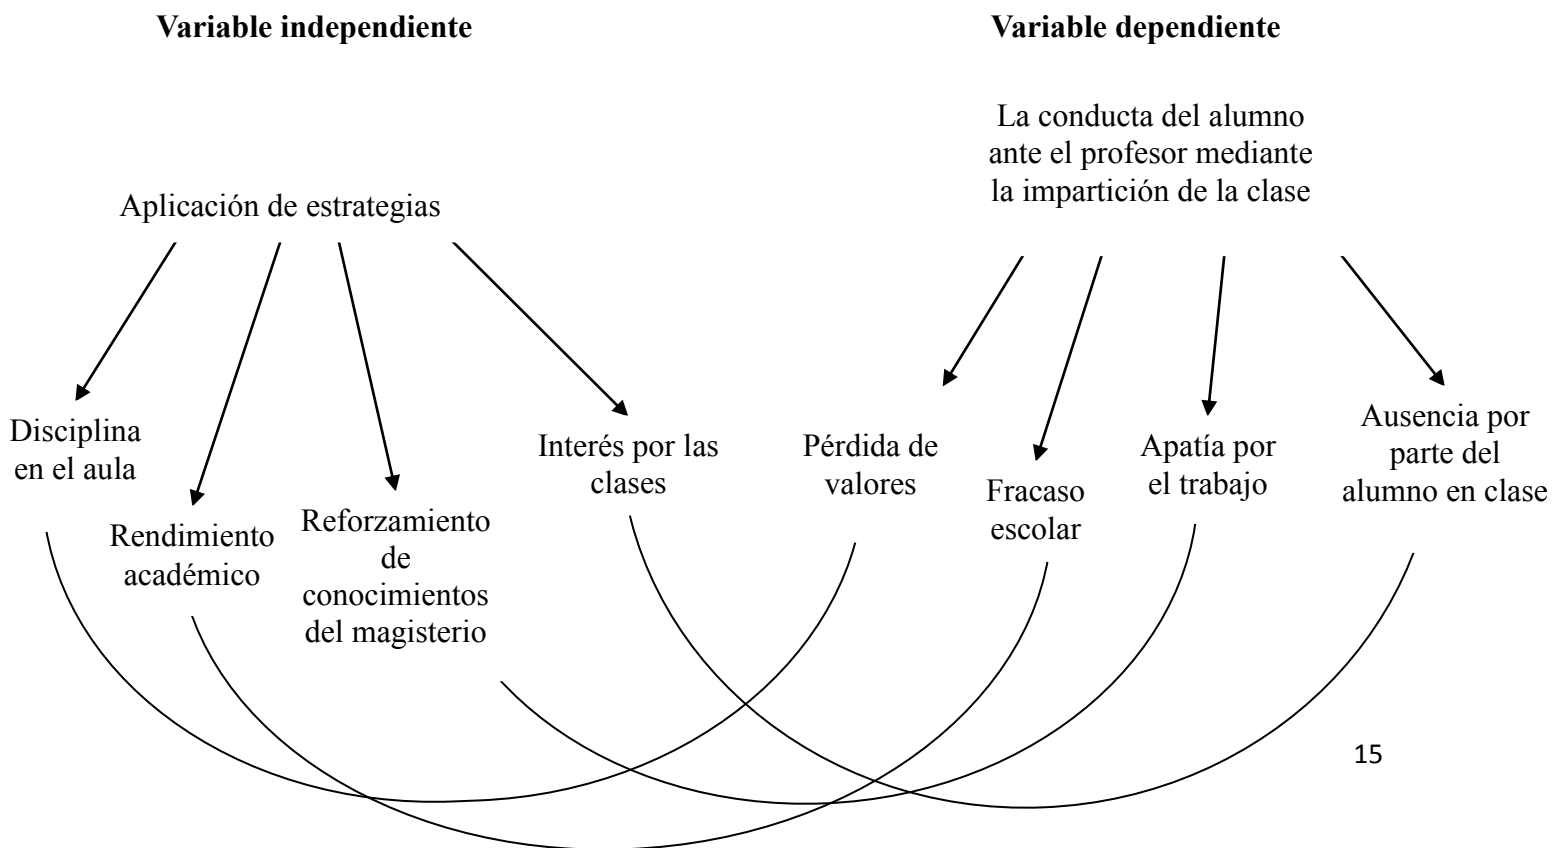 Variable independiente
Variable dependiente
La conducta del alumno
ante el profesor mediante
la impartición de la clase
Aplicación de estrategias
Disciplina
en el aula
Rendimiento
académico
Reforzamiento
de
conocimientos
del magisterio
Interés por las
clases
Pérdida de
valores
Fracaso
escolar
Apatía por
el trabajo
Ausencia por
parte del
alumno en clase
15